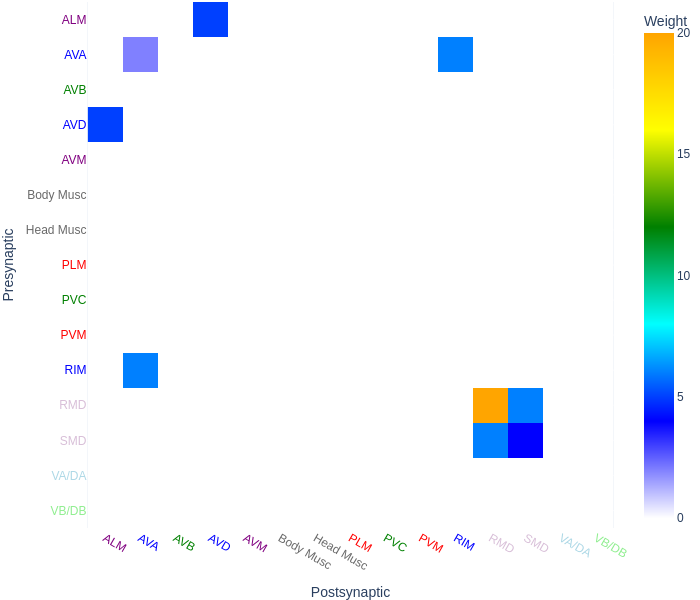 Weight
20
15
10
5
0
Presynaptic
ALM
AVA
AVB
AVD
AVM
Body Musc
Head Musc
PLM
PVC
PVM
RIM
RMD
SMD
VA/DA
VB/DB
ALM
AVA
AVB
AVD
AVM
Body Musc
Head Musc
PLM
PVC
PVM
RIM
RMD
SMD
VA/DA
VB/DB
Postsynaptic